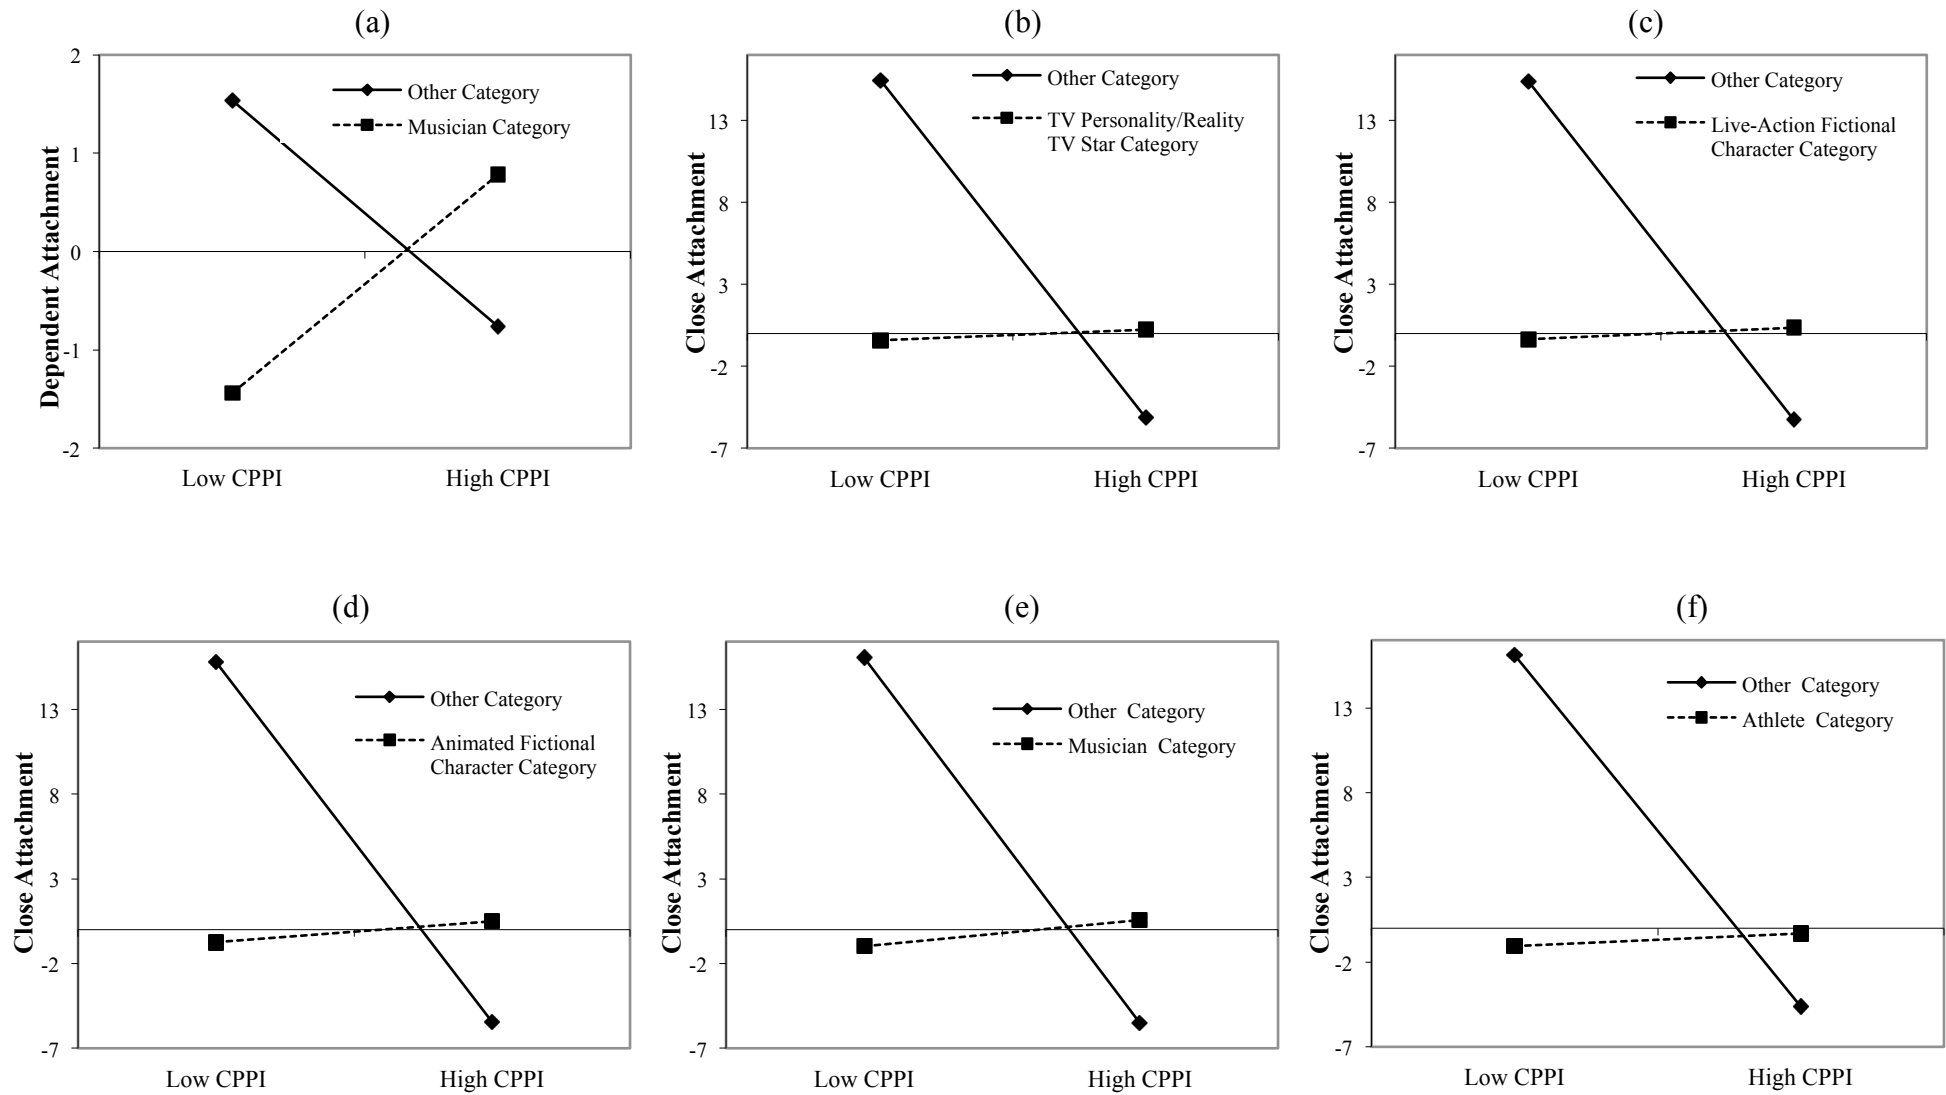 (a)
2
1
0
-1
-2
Dependent Attachment
Other Category
Musician Category
Low CPPI
High CPPI
(b)
13
8
3
-2
-7
Close Attachment
Other Category
TV Personality/Reality
TV Star Category
Low CPPI
High CPPI
(c)
13
8
3
-2
-7
Close Attachment
Other Category
Live-Action Fictional
Character Category
Low CPPI
High CPPI
(d)
13
8
3
-2
-7
Close Attachment
Other Category
Animated Fictional
Character Category
Low CPPI
High CPPI
(e)
13
8
3
-2
-7
Close Attachment
Other Category
Musician Category
Low CPPI
High CPPI
(f)
13
8
3
-2
-7
Close Attachment
Other Category
Athlete Category
Low CPPI
High CPPI